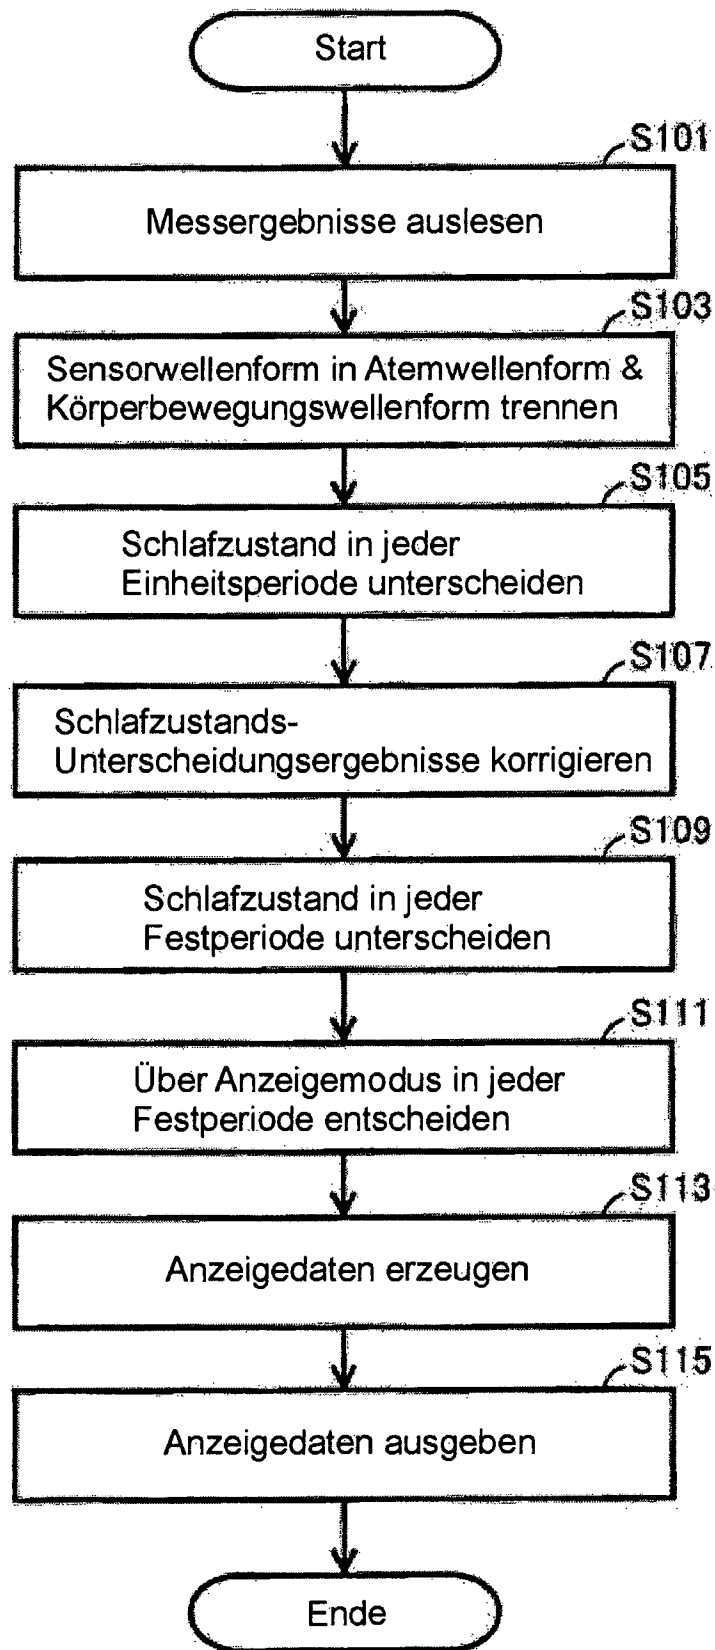 Start
S101
Messergebnisse auslesen
S103
Sensorwellenform in Atemwellenform &
Körperbewegungswellenform trennen
S105
Schlafzustand in jeder
Einheitsperiode unterscheiden
S107
Schlafzustands-
Unterscheidungsergebnisse korrigieren
S109
Schlafzustand in jeder
Festperiode unterscheiden
S111
Über Anzeigemodus in jeder
Festperiode entscheiden
S113
Anzeigedaten erzeugen
S115
Anzeigedaten ausgeben
Ende